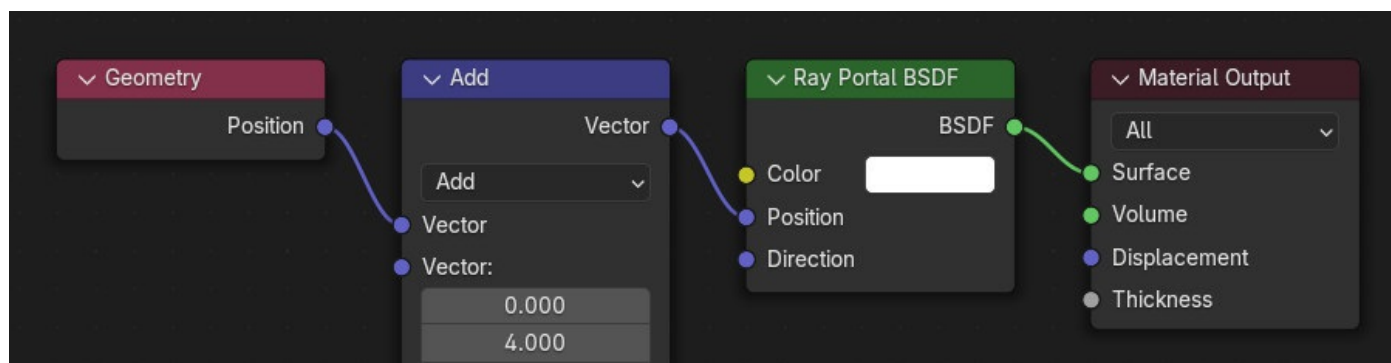 Geometry
Position
Add
Vector
Add
Vector
Vector:
0.000
4.000
Ray Portal BSDF
BSDF
Color
Position
Direction
Material Output
All
Surface
Volume
Displacement
Thickness